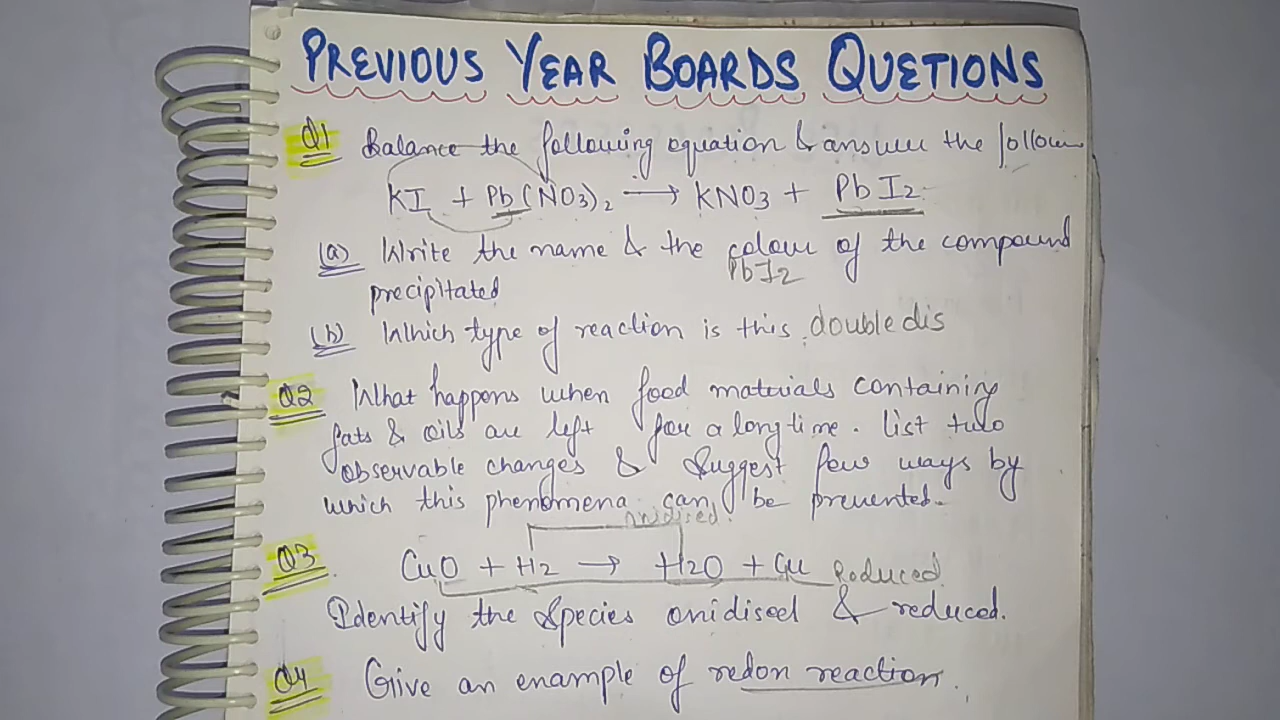 PREVIOUS YEAR BOARDS QUETIONS
Q1 Balance the following equation & answer the followin
KI + Pb(NO3)2 → KNO3 + PbI2
(a) Write the name & the colour of the compound
PbI2
precipitated
(b) Which type of reaction is this. double dis
Q2 What happens when food materials containing
fats & oils are left for a long time. List two
observable changes & Suggest few ways by
which this phenomena can be prevented.
oxidised.
Q3 CuO + H2 → H2O + Cu Reduced.
Identify the Species oxidised & reduced.
Q4 Give an example of redox reaction.